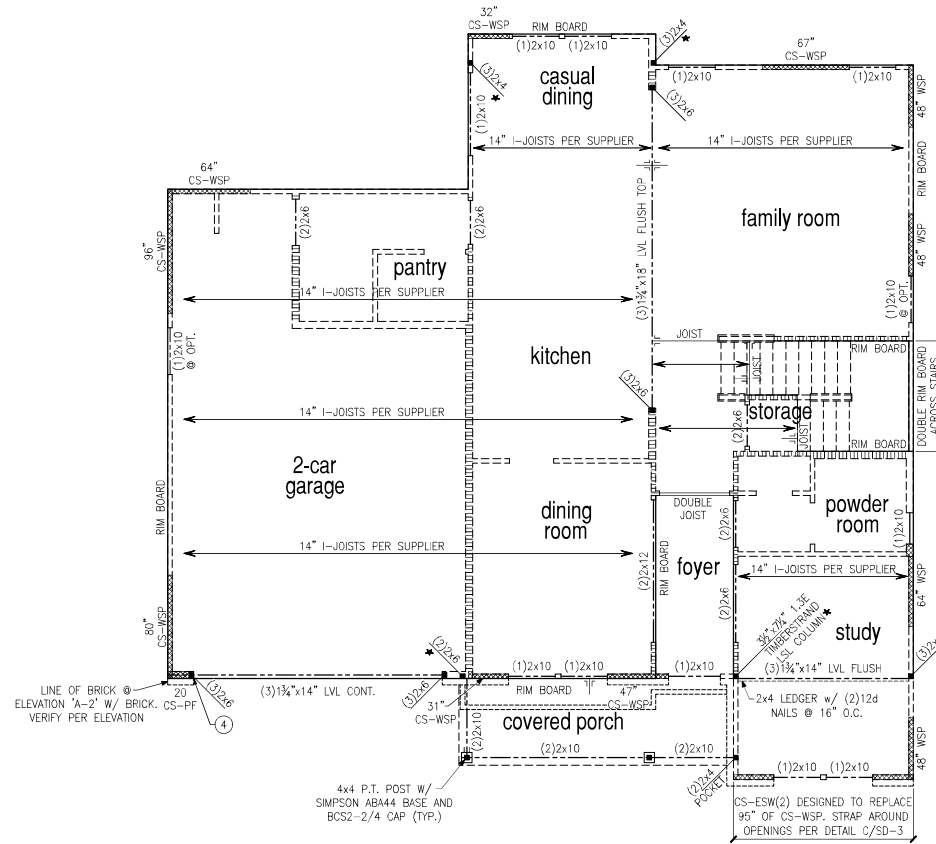 32"
CS-WSP
RIM BOARD
(1)2x10
(1)2x10
(3)2x4
★
67"
CS-WSP
(1)2x10
(1)2x10
casual
dining
(3)2x4
★
(1)2x10
(3)2x6
48" WSP
14" I-JOISTS PER SUPPLIER
14" I-JOISTS PER SUPPLIER
RIM BOARD
64"
CS-WSP
(2)2x6
(2)2x6
(3)1¾"x18" LVL FLUSH TOP
family room
48" WSP
96"
CS-WSP
pantry
14" I-JOISTS PER SUPPLIER
(1)2x10
@ OPT.
(1)2x10
@ OPT.
JOIST
RIM BOARD
kitchen
JOIST
(3)2x6
storage
(2)2x6
JOIST
DOUBLE RIM BOARD
ACROSS STAIRS
14" I-JOISTS PER SUPPLIER
RIM BOARD
2-car
garage
RIM BOARD
DOUBLE
JOIST
(2)2x6
powder
room
(1)2x10
dining
room
14" I-JOISTS PER SUPPLIER
(2)2x12
RIM BOARD
foyer
(2)2x6
14" I-JOISTS PER SUPPLIER
64" WSP
80"
CS-WSP
3½"x7¼" 1.3E
TIMBERSTRAND
LSL COLUMN★
study
★
(2)2x6
(1)2x10
(1)2x10
(1)2x10
(3)1¾"x14" LVL FLUSH
LINE OF BRICK @
ELEVATION 'A-2' W/ BRICK.
VERIFY PER ELEVATION
20
CS-PF
(3)2x6
4
(3)1¾"x14" LVL CONT.
(3)2x6
31"
CS-WSP
RIM BOARD
47"
CS-WSP
2x4 LEDGER w/ (2)12d
NAILS @ 16" O.C.
covered porch
(2)2x10
(2)2x10
(2)2x10
48" WSP
4x4 P.T. POST W/
SIMPSON ABA44 BASE AND
BCS2-2/4 CAP (TYP.)
(2)2x4
POCKET
(1)2x10
(1)2x10
CS-ESW(2) DESIGNED TO REPLACE
95" OF CS-WSP. STRAP AROUND
OPENINGS PER DETAIL C/SD-3